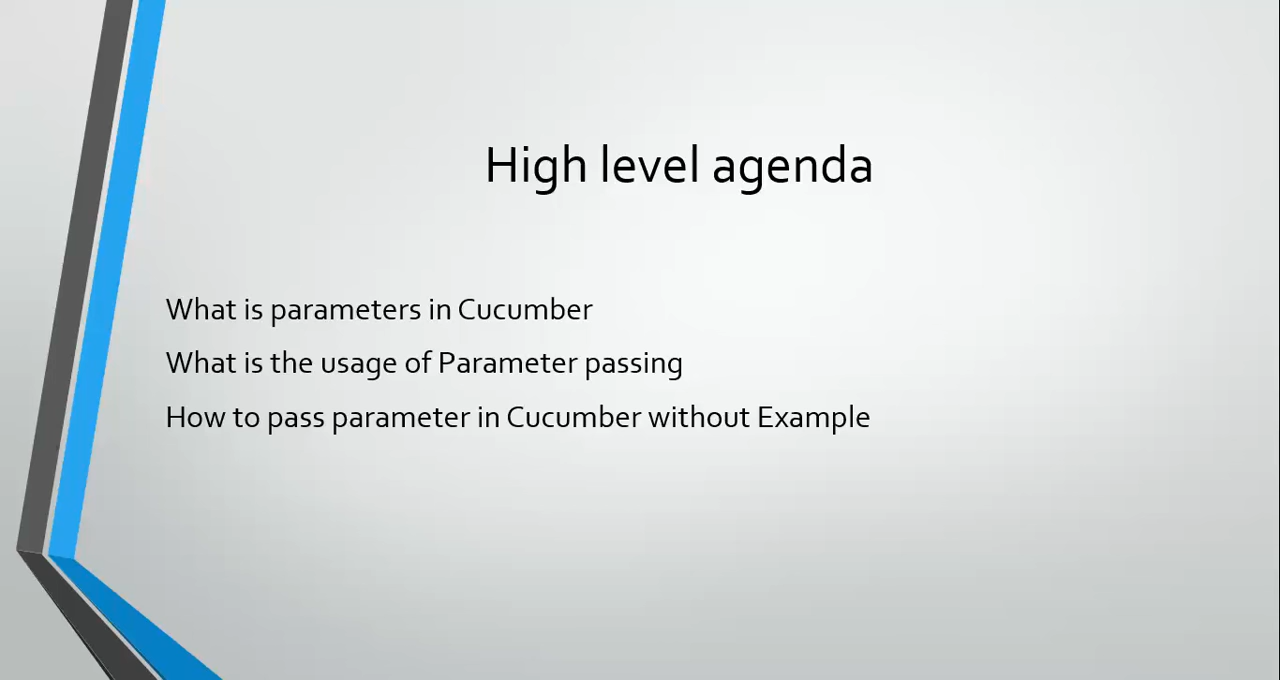 High level agenda
What is parameters in Cucumber
What is the usage of Parameter passing
How to pass parameter in Cucumber without Example